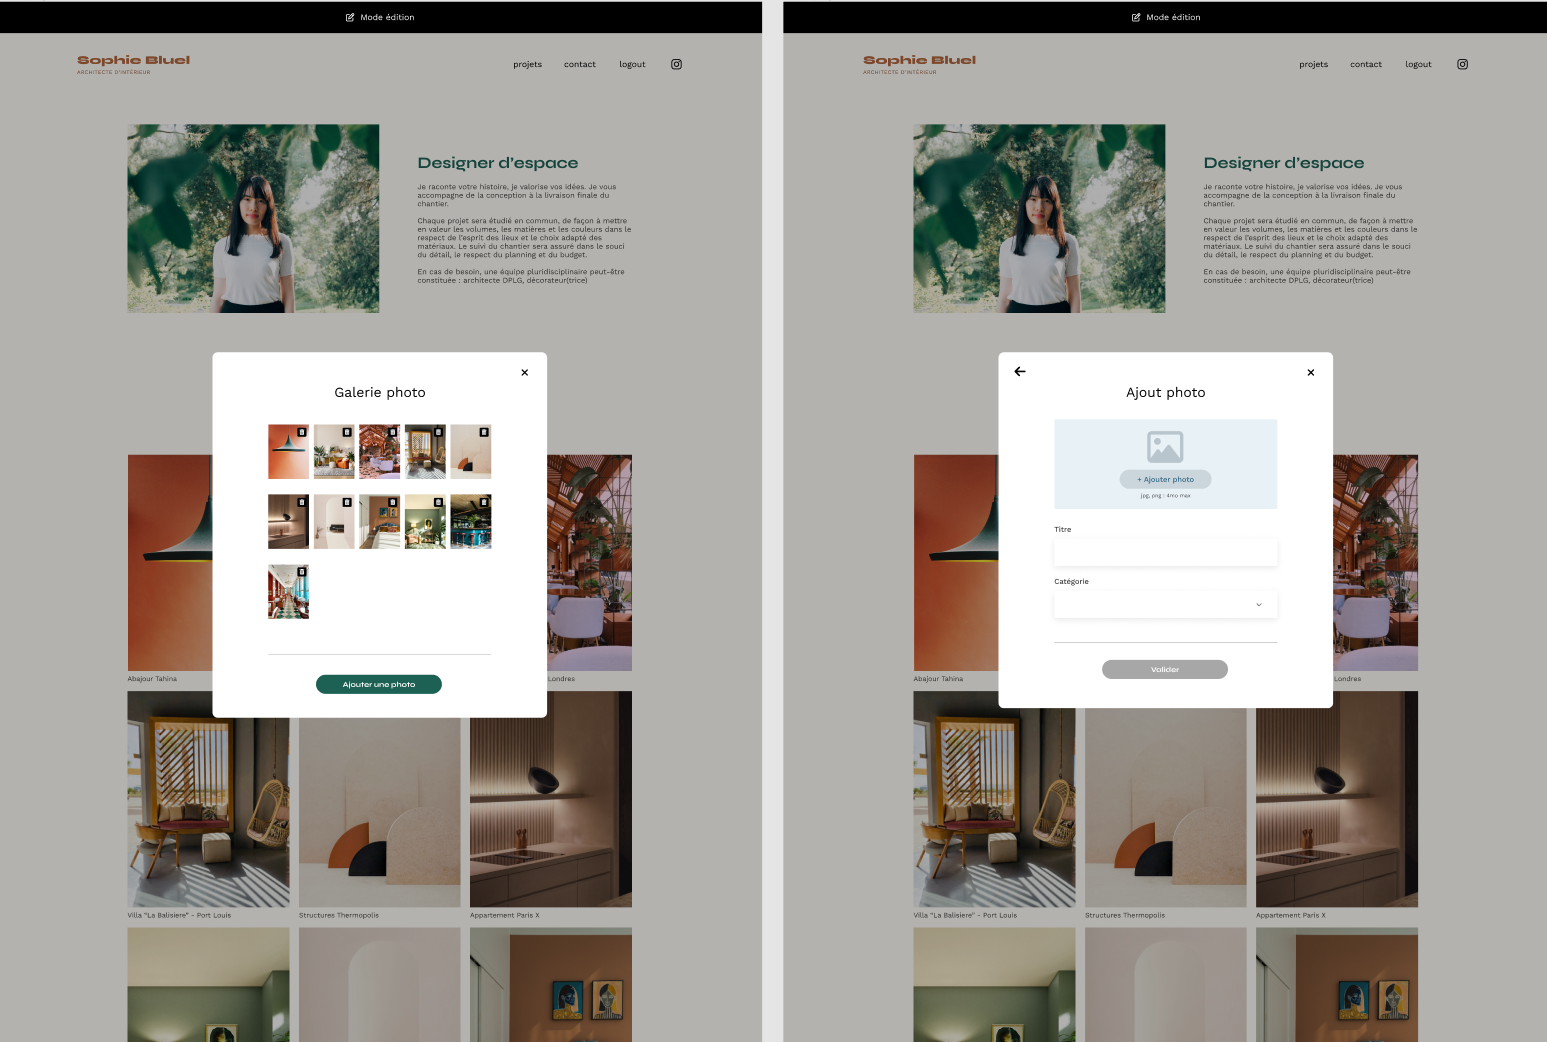 Mode édition
Sophie Bluel
ARCHITECTE D'INTÉRIEUR
projets
contact
logout
Designer d'espace
Je raconte votre histoire, je valorise vos idées. Je vous
accompagne de la conception à la livraison finale du
chantier.
Chaque projet sera étudié en commun, de façon à mettre
en valeur les volumes, les matières et les couleurs dans le
respect de l'esprit des lieux et le choix adapté des
matériaux. Le suivi du chantier sera assuré dans le souci
du détail, le respect du planning et du budget.
En cas de besoin, une équipe pluridisciplinaire peut-être
constituée : architecte DPLG, décorateur(trice)
Galerie photo
Ajouter une photo
Abajour Tahina
Londres
Villa "La Balisiere" - Port Louis
Structures Thermopolis
Appartement Paris X
Mode édition
Sophie Bluel
ARCHITECTE D'INTÉRIEUR
projets
contact
logout
Designer d'espace
Je raconte votre histoire, je valorise vos idées. Je vous
accompagne de la conception à la livraison finale du
chantier.
Chaque projet sera étudié en commun, de façon à mettre
en valeur les volumes, les matières et les couleurs dans le
respect de l'esprit des lieux et le choix adapté des
matériaux. Le suivi du chantier sera assuré dans le souci
du détail, le respect du planning et du budget.
En cas de besoin, une équipe pluridisciplinaire peut-être
constituée : architecte DPLG, décorateur(trice)
Ajout photo
+ Ajouter photo
jpg, png : 4mo max
Titre
Catégorie
Valider
Abajour Tahina
Londres
Villa "La Balisiere" - Port Louis
Structures Thermopolis
Appartement Paris X